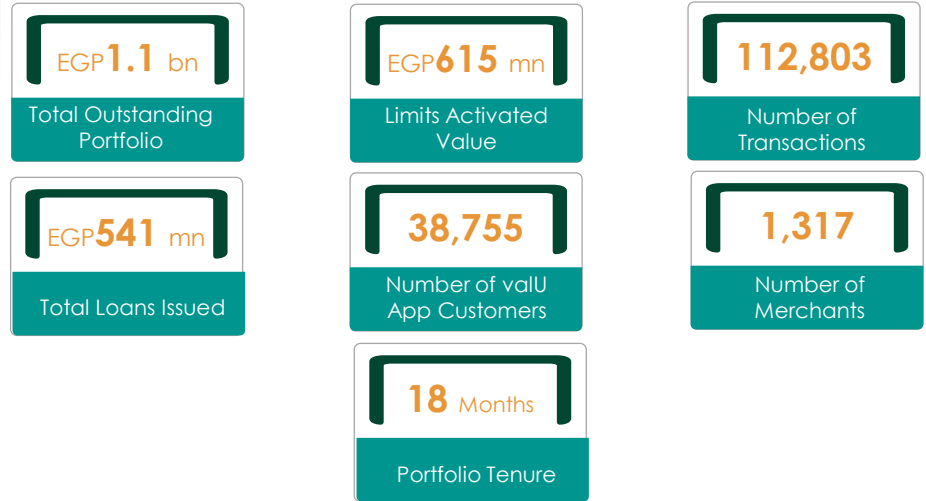 EGP1.1 bn
Total Outstanding
Portfolio
EGP615 mn
Limits Activated
Value
112,803
Number of
Transactions
EGP541 mn
Total Loans Issued
38,755
Number of valU
App Customers
1,317
Number of
Merchants
18 Months
Portfolio Tenure